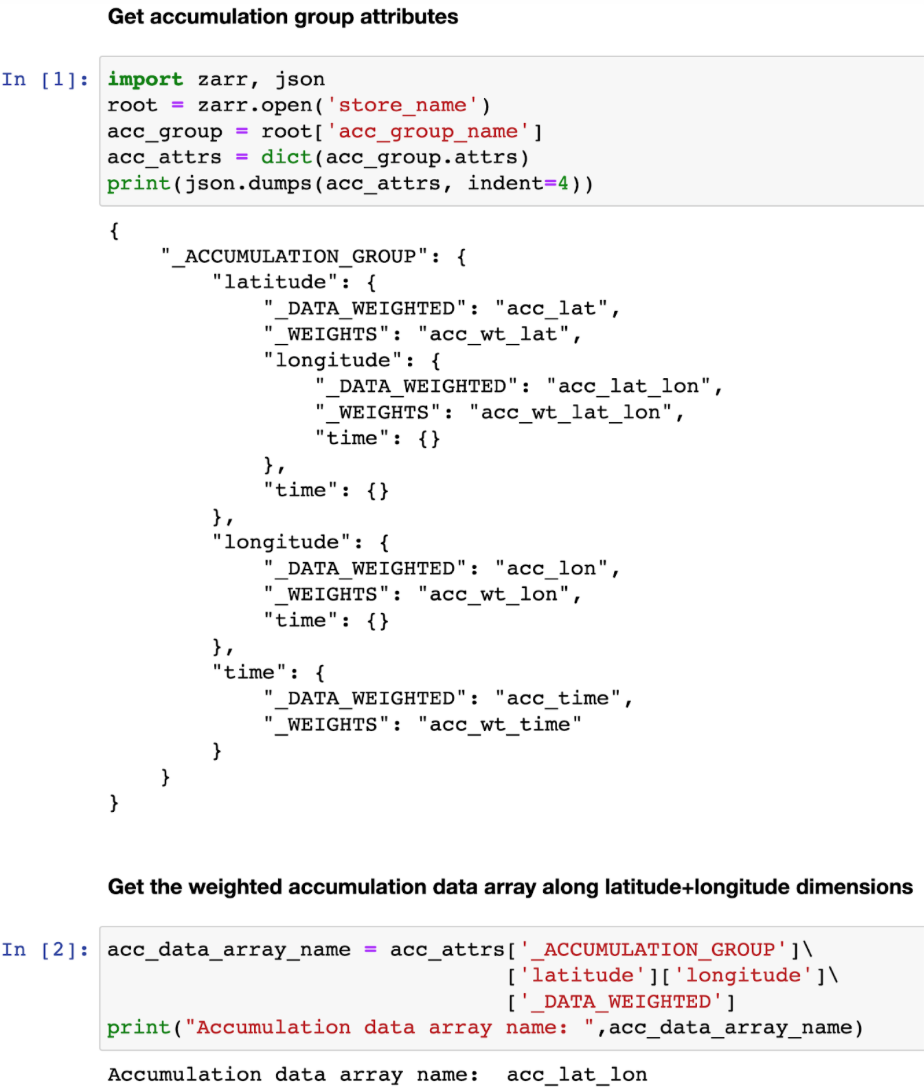 Get accumulation group attributes
In [1]: import zarr, json
root = zarr.open('store_name')
acc_group = root['acc_group_name']
acc_attrs = dict(acc_group.attrs)
print(json.dumps(acc_attrs, indent=4))
{
    "_ACCUMULATION_GROUP": {
        "latitude": {
            "_DATA_WEIGHTED": "acc_lat",
            "_WEIGHTS": "acc_wt_lat",
            "longitude": {
                "_DATA_WEIGHTED": "acc_lat_lon",
                "_WEIGHTS": "acc_wt_lat_lon",
                "time": {}
            },
            "time": {}
        },
        "longitude": {
            "_DATA_WEIGHTED": "acc_lon",
            "_WEIGHTS": "acc_wt_lon",
            "time": {}
        },
        "time": {
            "_DATA_WEIGHTED": "acc_time",
            "_WEIGHTS": "acc_wt_time"
        }
    }
}
Get the weighted accumulation data array along latitude+longitude dimensions
In [2]: acc_data_array_name = acc_attrs['_ACCUMULATION_GROUP']\
['latitude']['longitude']\
['_DATA_WEIGHTED']
print("Accumulation data array name: ",acc_data_array_name)
Accumulation data array name:  acc_lat_lon